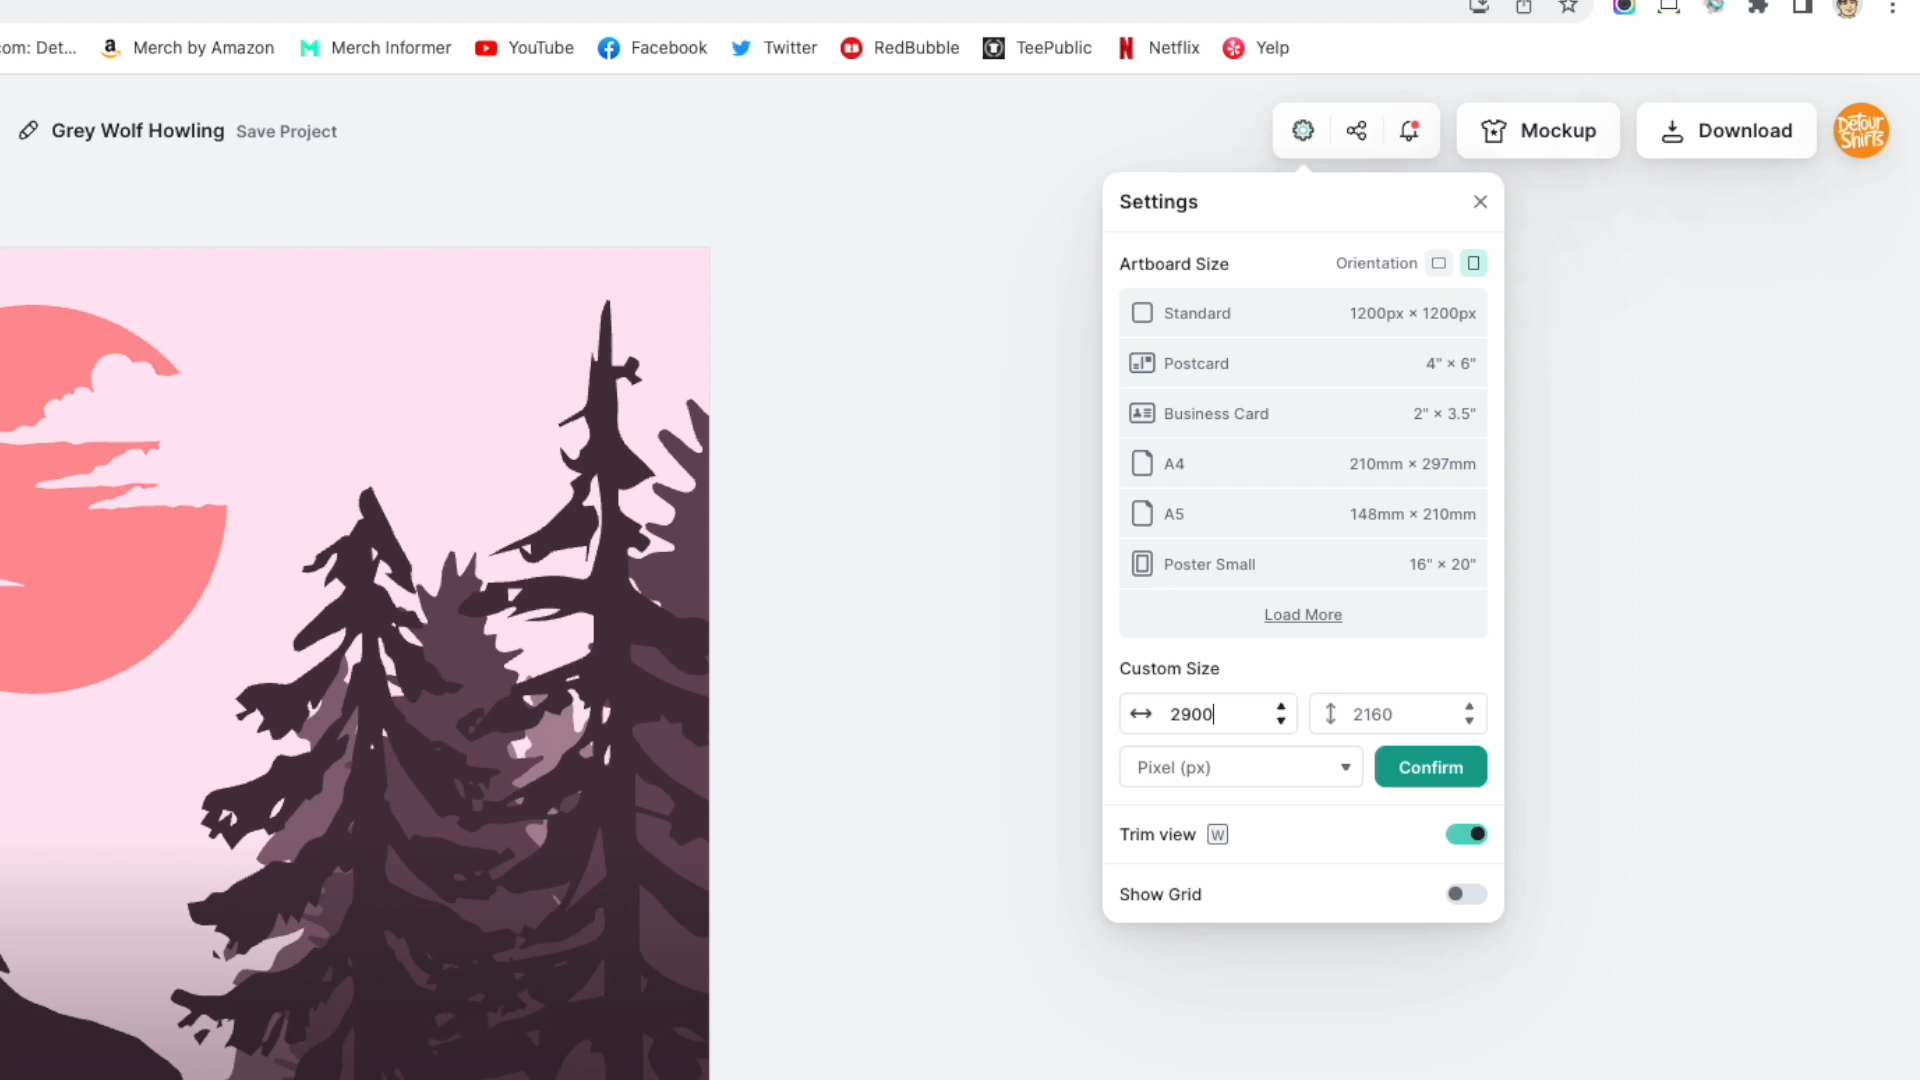 com: Det...
Merch by Amazon
Merch Informer
YouTube
Facebook
Twitter
RedBubble
TeePublic
Netflix
Yelp
Grey Wolf Howling
Save Project
Mockup
Download
Detour
Shirts
Settings
Artboard Size
Orientation
Standard 1200px × 1200px
Postcard 4" × 6"
Business Card 2" × 3.5"
A4 210mm × 297mm
A5 148mm × 210mm
Poster Small 16" × 20"
Load More
Custom Size
2900
2160
Pixel (px)
Confirm
Trim view W
Show Grid